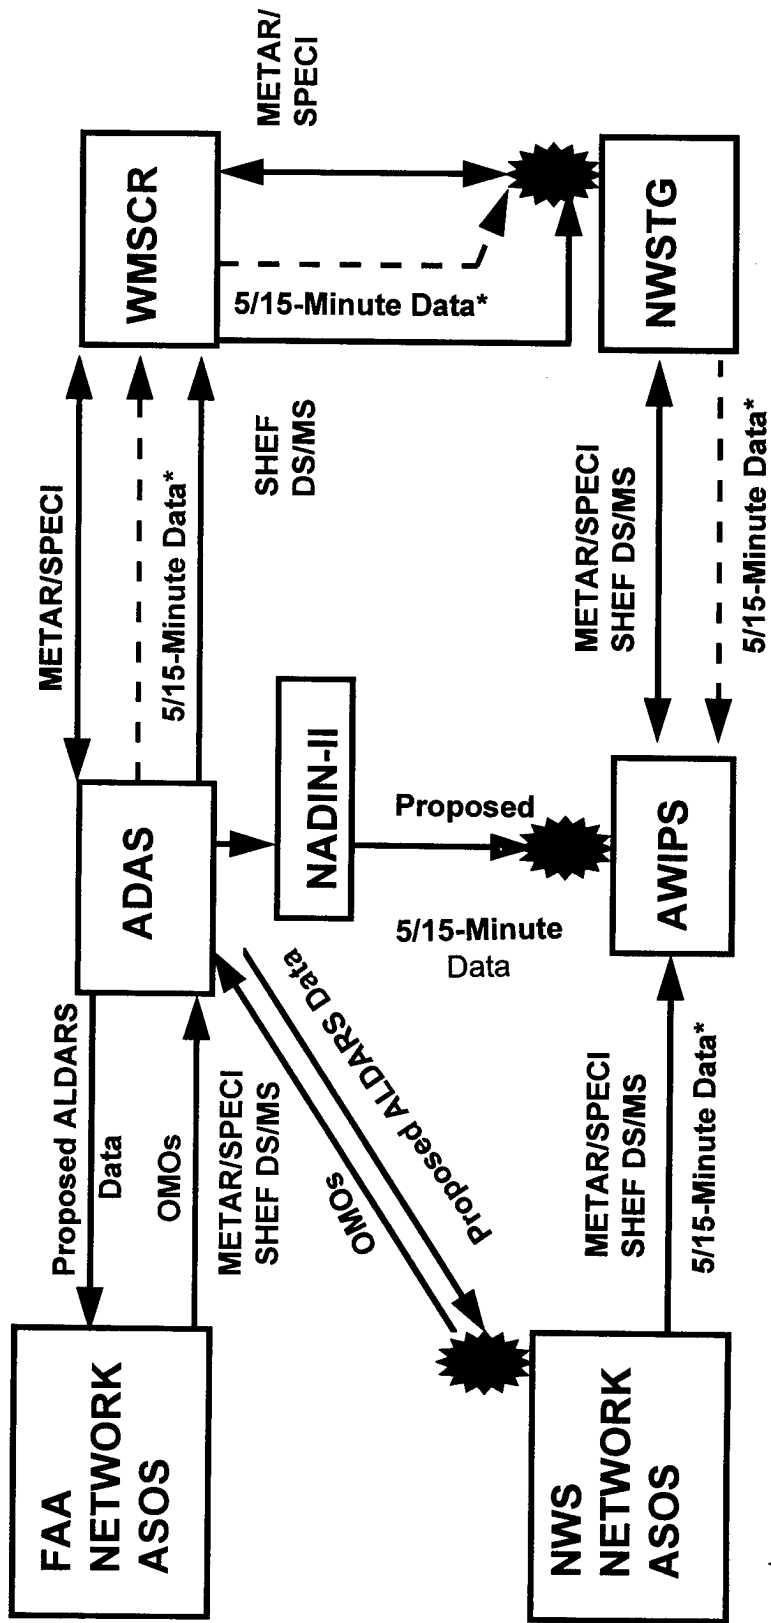 FAA
NETWORK
ASOS
Proposed ALDARS
Data
OMOs
METAR/SPECI
SHEF DS/MS
ADAS
METAR/SPECI
5/15-Minute Data*
SHEF
DS/MS
WMSCR
METAR/
SPECI
5/15-Minute Data*
NADIN-II
Proposed
5/15-Minute
Data
OMOs
Proposed ALDARS Data
NWS
NETWORK
ASOS
METAR/SPECI
SHEF DS/MS
5/15-Minute Data*
AWIPS
METAR/SPECI
SHEF DS/MS
5/15-Minute Data*
NWSTG